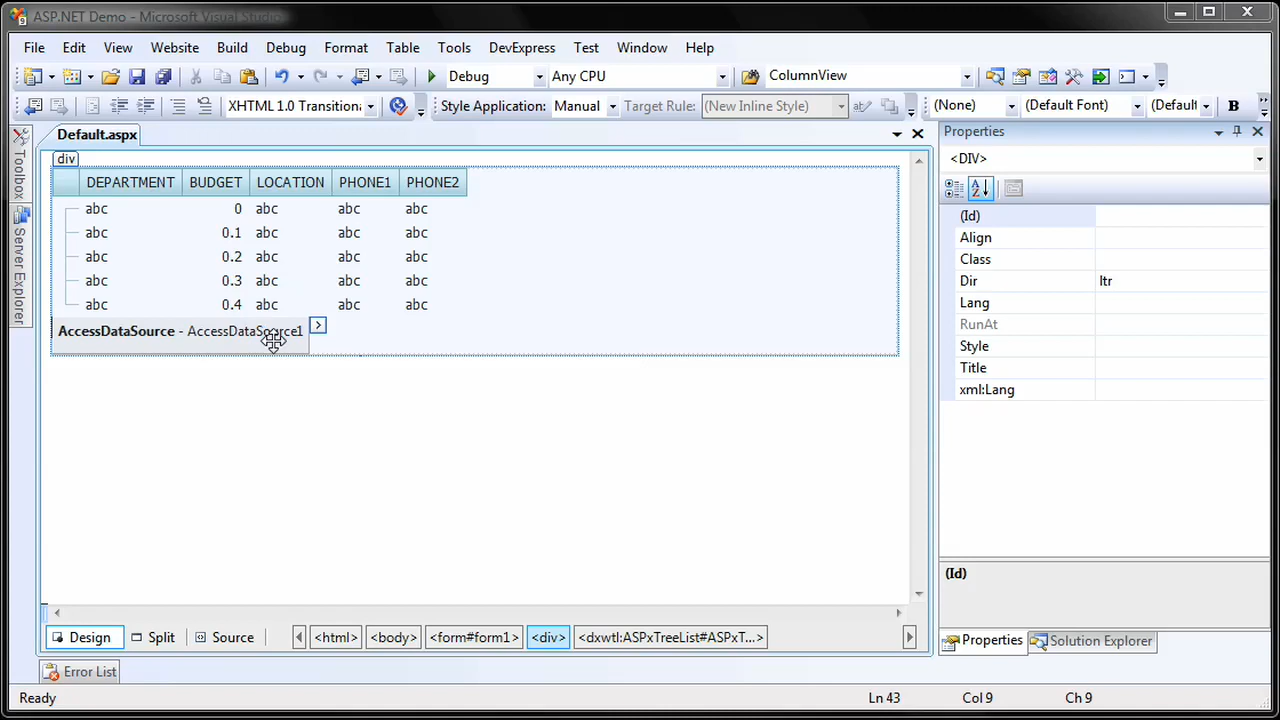 ASP.NET Demo - Microsoft Visual Studio
File Edit View Website Build Debug Format Table Tools DevExpress Test Window Help
Debug Any CPU ColumnView
XHTML 1.0 Transition: Style Application: Manual Target Rule: (New Inline Style) (None) (Default Font) (Default B
Default.aspx
Properties
Toolbox
Server Explorer
div
<DIV>
DEPARTMENT BUDGET LOCATION PHONE1 PHONE2
abc 0 abc abc abc
abc 0.1 abc abc abc
abc 0.2 abc abc abc
abc 0.3 abc abc abc
abc 0.4 abc abc abc
AccessDataSource - AccessDataSource1
(Id)
Align
Class
Dir ltr
Lang
RunAt
Style
Title
xml:Lang
(Id)
Design Split Source <html> <body> <form#form1> <div> <dxwtl:ASPxTreeList#ASPxT...>
Properties Solution Explorer
Error List
Ready Ln 43 Col 9 Ch 9